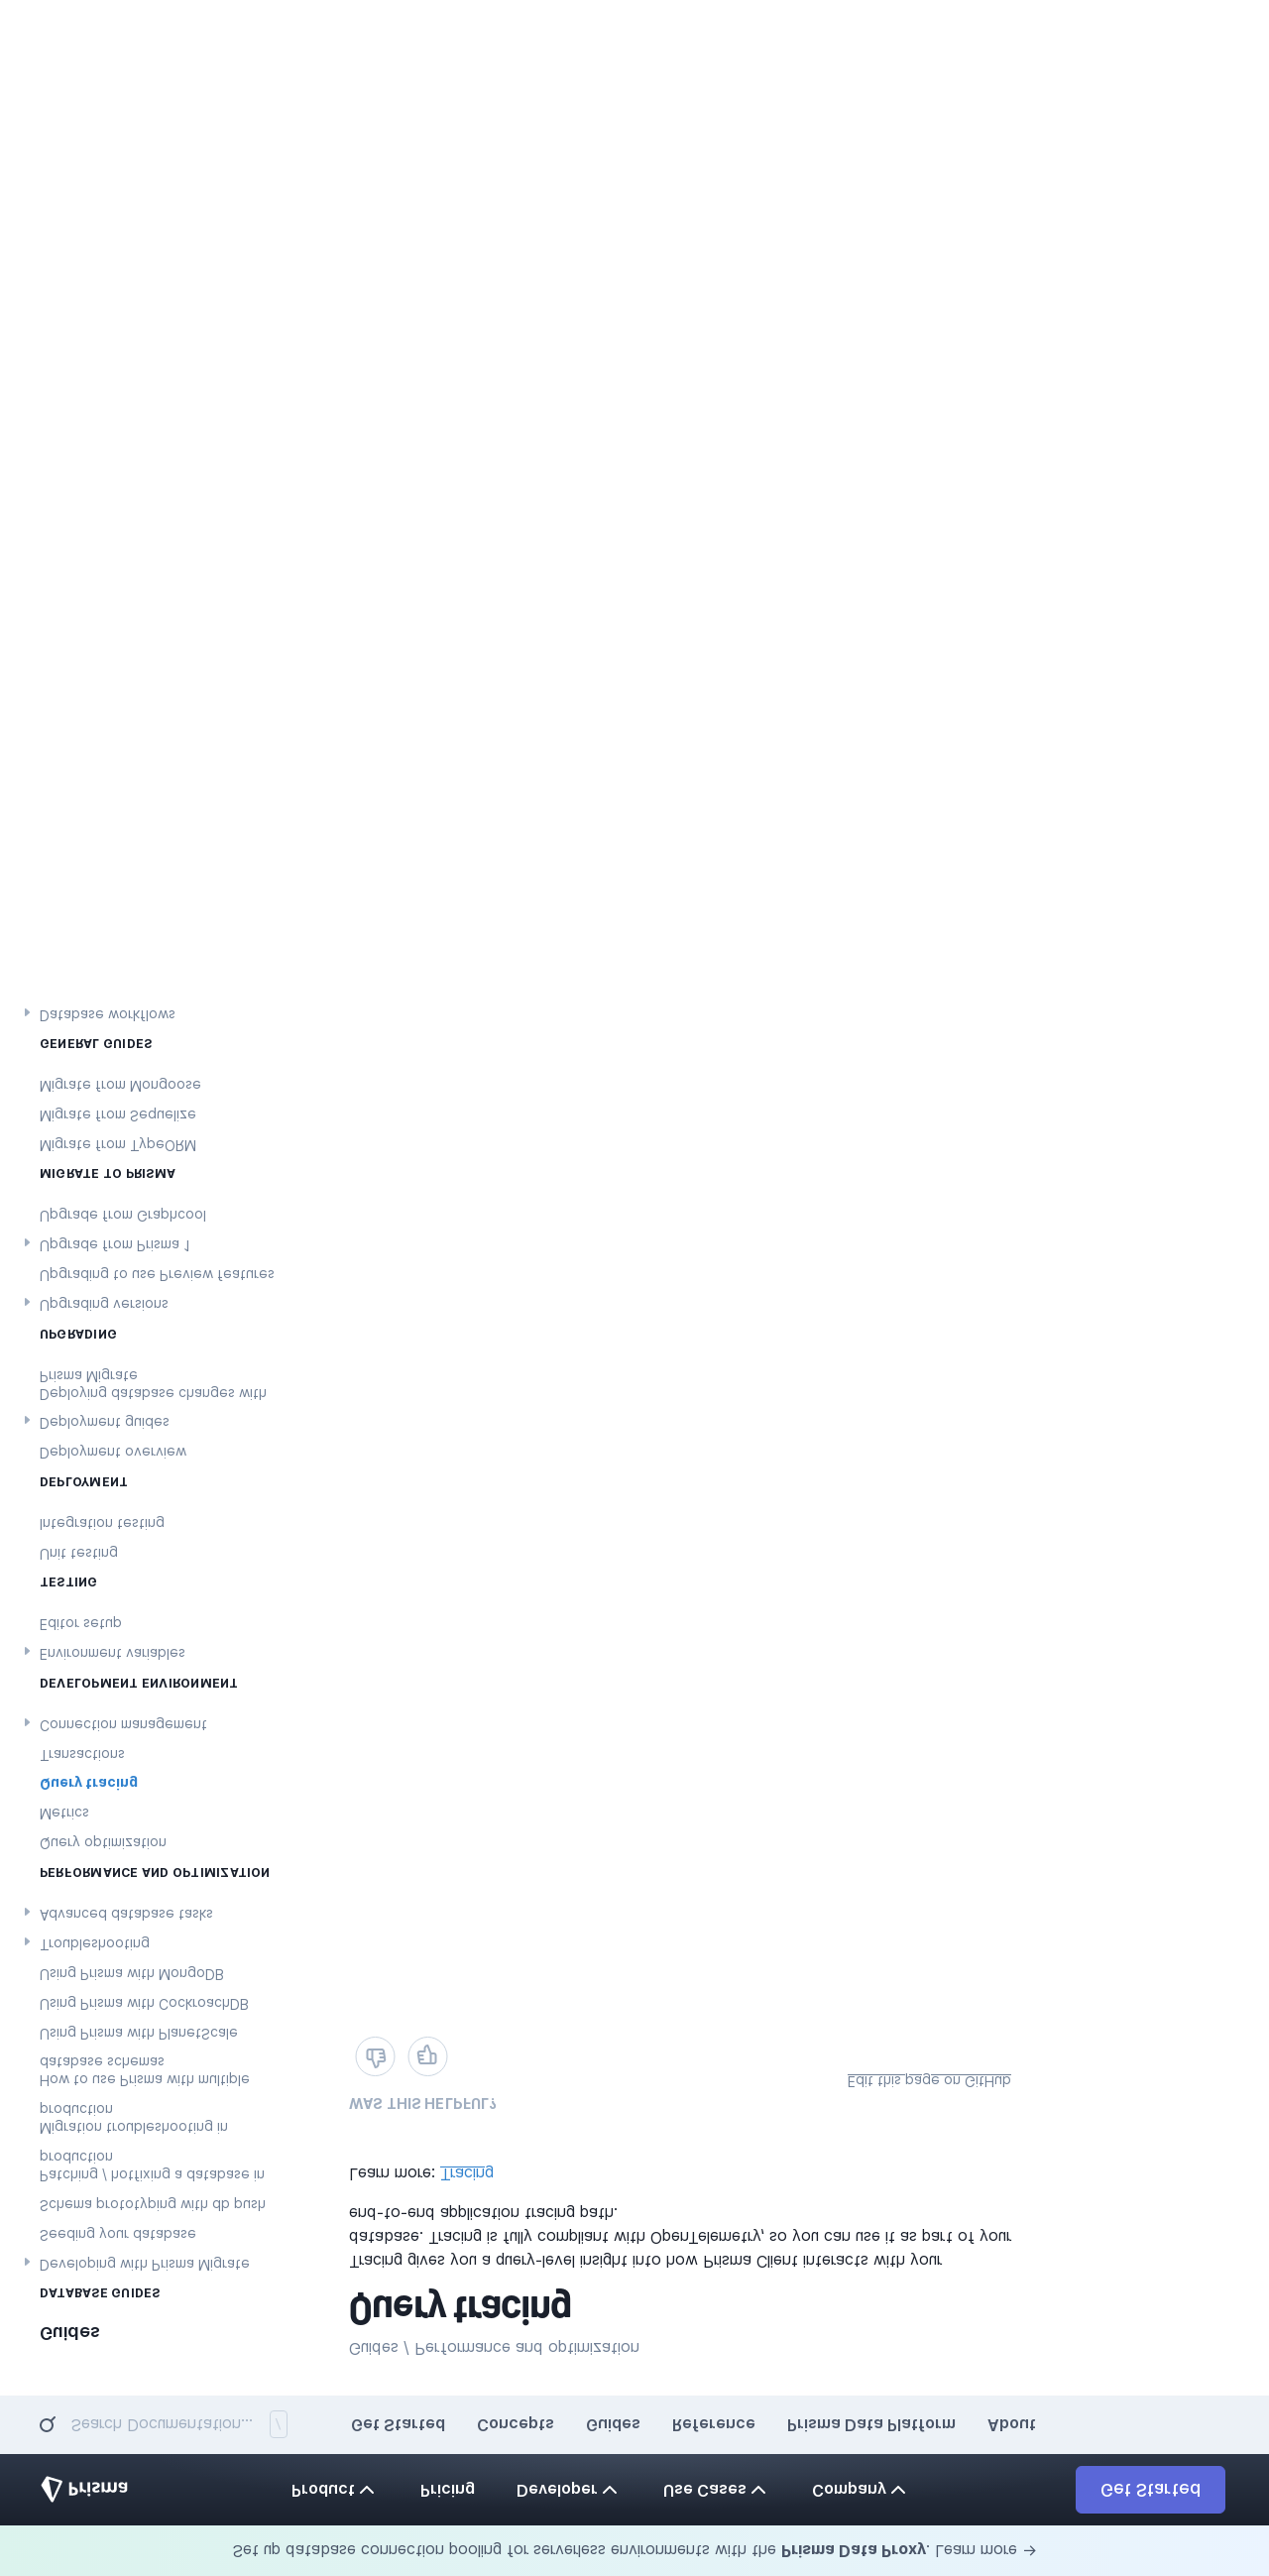 Set up database connection pooling for serverless environments with the Prisma Data Proxy. Learn more →
Prisma
Product
Pricing
Developer
Use Cases
Company
Get Started
Search Documentation... /
Get Started
Concepts
Guides
Reference
Prisma Data Platform
About
Guides
DATABASE GUIDES
Developing with Prisma Migrate
Seeding your database
Schema prototyping with db push
Patching / hotfixing a database in
production
Migration troubleshooting in
production
How to use Prisma with multiple
database schemas
Using Prisma with PlanetScale
Using Prisma with CockroachDB
Using Prisma with MongoDB
Troubleshooting
Advanced database tasks
PERFORMANCE AND OPTIMIZATION
Query optimization
Metrics
Query tracing
Transactions
Connection management
DEVELOPMENT ENVIRONMENT
Environment variables
Editor setup
TESTING
Unit testing
Integration testing
DEPLOYMENT
Deployment overview
Deployment guides
Deploying database changes with
Prisma Migrate
UPGRADING
Upgrading versions
Upgrading to use Preview features
Upgrade from Prisma 1
Upgrade from Graphcool
MIGRATE TO PRISMA
Migrate from TypeORM
Migrate from Sequelize
Migrate from Mongoose
GENERAL GUIDES
Database workflows
Guides / Performance and optimization
Query tracing
Tracing gives you a query-level insight into how Prisma Client interacts with your
database. Tracing is fully compliant with OpenTelemetry, so you can use it as part of your
end-to-end application tracing path.
Learn more: Tracing
WAS THIS HELPFUL?
Edit this page on GitHub